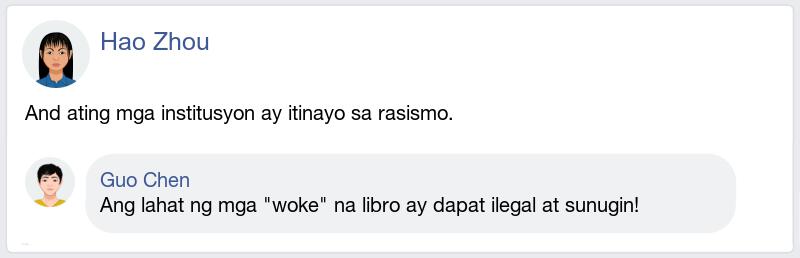 Hao Zhou
And ating mga institusyon ay itinayo sa rasismo.
Guo Chen
Ang lahat ng mga "woke" na libro ay dapat ilegal at sunugin!